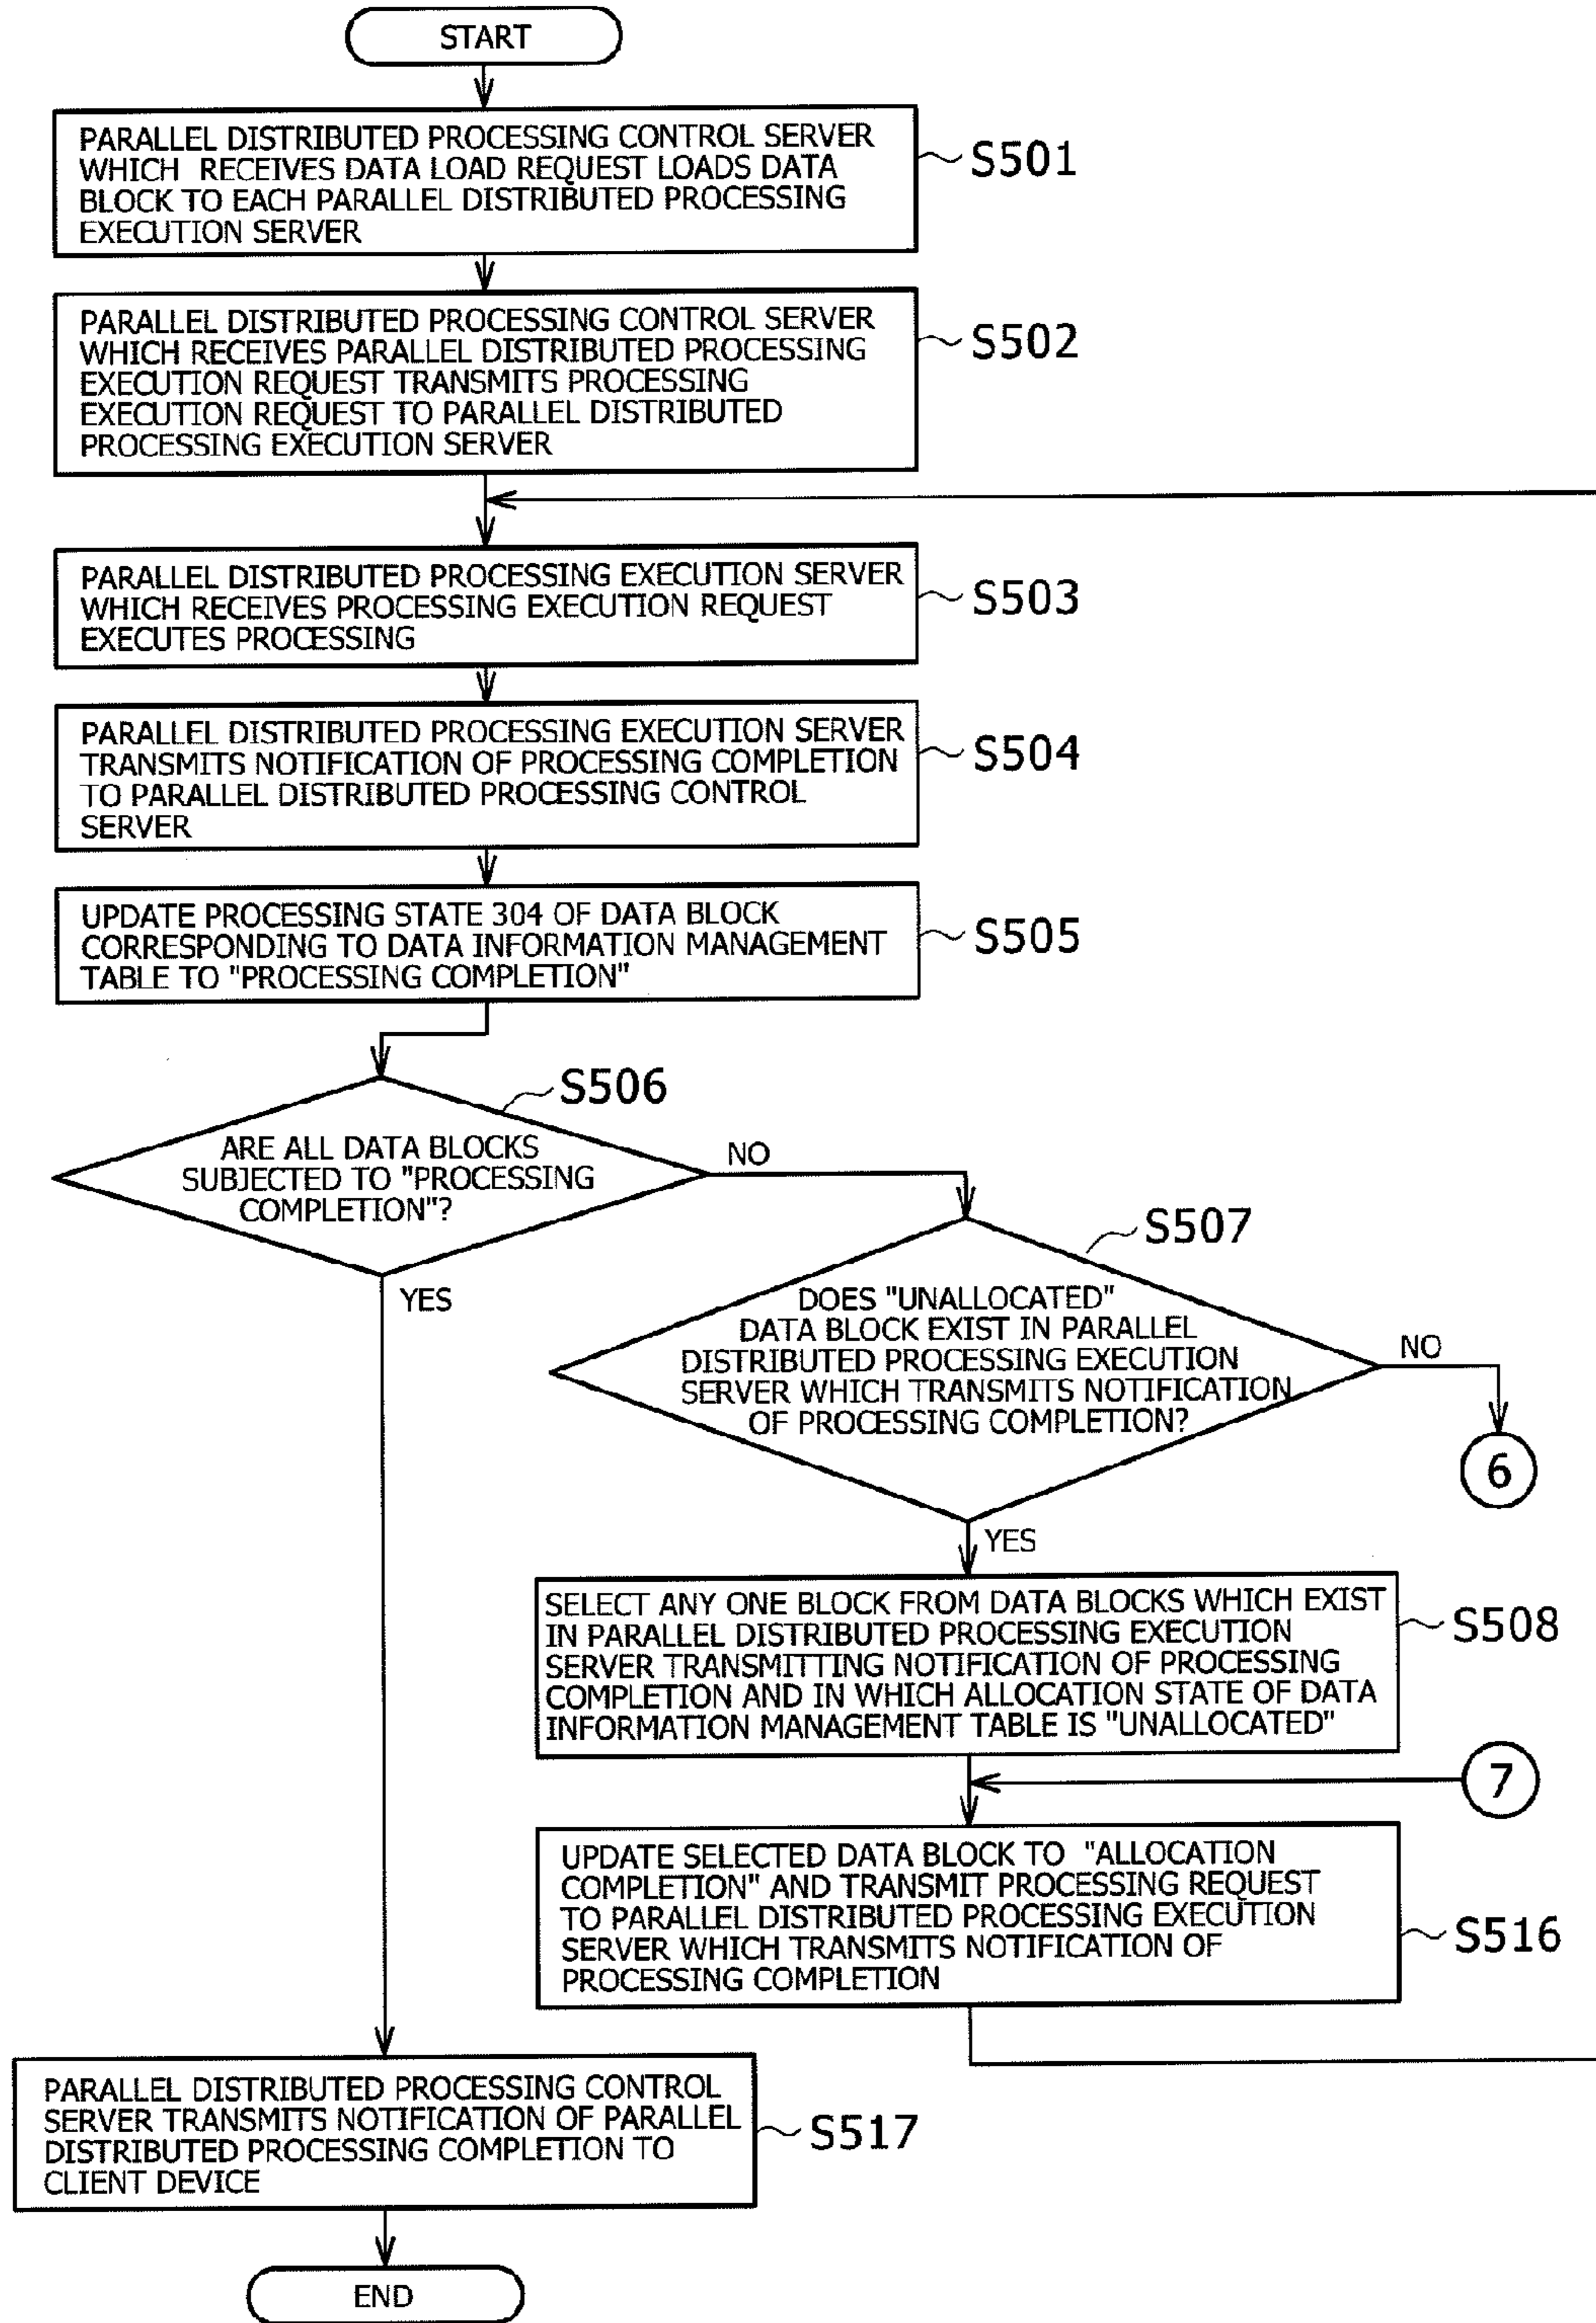 START
PARALLEL DISTRIBUTED PROCESSING CONTROL SERVER
WHICH RECEIVES DATA LOAD REQUEST LOADS DATA
BLOCK TO EACH PARALLEL DISTRIBUTED PROCESSING
EXECUTION SERVER
S501
PARALLEL DISTRIBUTED PROCESSING CONTROL SERVER
WHICH RECEIVES PARALLEL DISTRIBUTED PROCESSING
EXECUTION REQUEST TRANSMITS PROCESSING
EXECUTION REQUEST TO PARALLEL DISTRIBUTED
PROCESSING EXECUTION SERVER
S502
PARALLEL DISTRIBUTED PROCESSING EXECUTION SERVER
WHICH RECEIVES PROCESSING EXECUTION REQUEST
EXECUTES PROCESSING
S503
PARALLEL DISTRIBUTED PROCESSING EXECUTION SERVER
TRANSMITS NOTIFICATION OF PROCESSING COMPLETION
TO PARALLEL DISTRIBUTED PROCESSING CONTROL
SERVER
S504
UPDATE PROCESSING STATE 304 OF DATA BLOCK
CORRESPONDING TO DATA INFORMATION MANAGEMENT
TABLE TO "PROCESSING COMPLETION"
S505
S506
ARE ALL DATA BLOCKS
SUBJECTED TO "PROCESSING
COMPLETION"?
NO
YES
S507
DOES "UNALLOCATED"
DATA BLOCK EXIST IN PARALLEL
DISTRIBUTED PROCESSING EXECUTION
SERVER WHICH TRANSMITS NOTIFICATION
OF PROCESSING COMPLETION?
NO
6
YES
SELECT ANY ONE BLOCK FROM DATA BLOCKS WHICH EXIST
IN PARALLEL DISTRIBUTED PROCESSING EXECUTION
SERVER TRANSMITTING NOTIFICATION OF PROCESSING
COMPLETION AND IN WHICH ALLOCATION STATE OF DATA
INFORMATION MANAGEMENT TABLE IS "UNALLOCATED"
S508
7
UPDATE SELECTED DATA BLOCK TO "ALLOCATION
COMPLETION" AND TRANSMIT PROCESSING REQUEST
TO PARALLEL DISTRIBUTED PROCESSING EXECUTION
SERVER WHICH TRANSMITS NOTIFICATION OF
PROCESSING COMPLETION
S516
PARALLEL DISTRIBUTED PROCESSING CONTROL
SERVER TRANSMITS NOTIFICATION OF PARALLEL
DISTRIBUTED PROCESSING COMPLETION TO
CLIENT DEVICE
S517
END